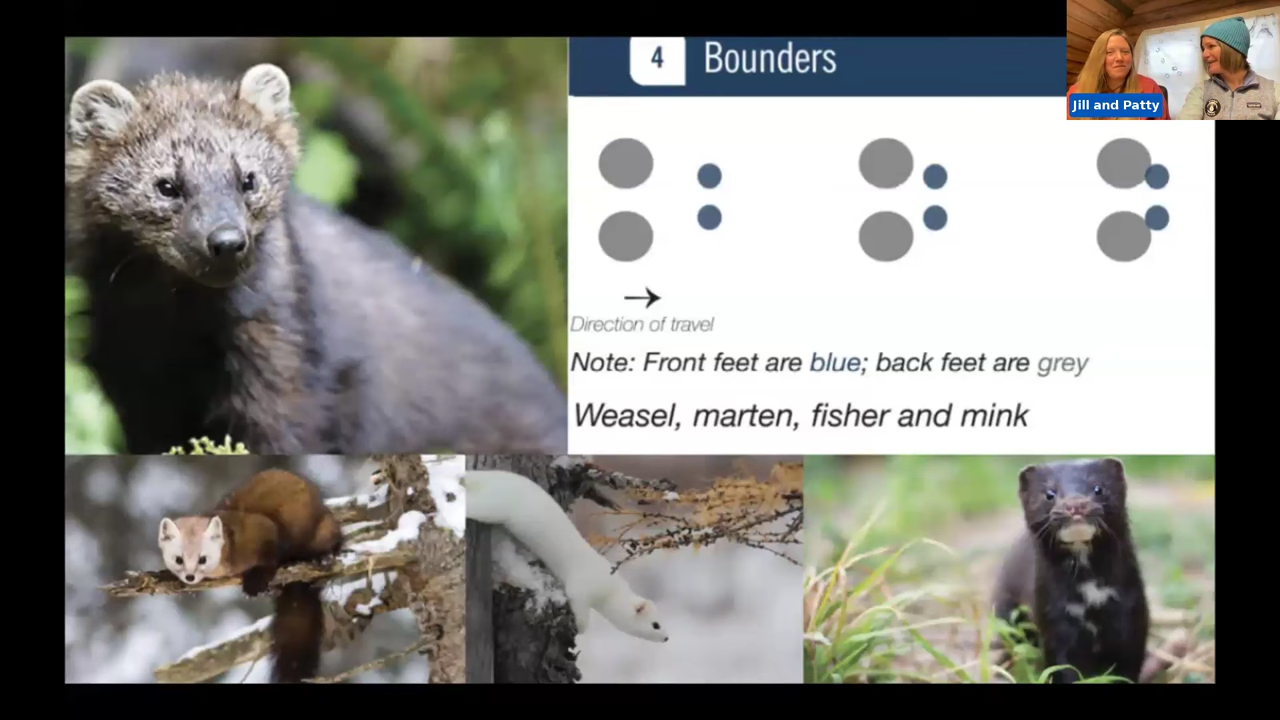 4 Bounders
Jill and Patty
Direction of travel
Note: Front feet are blue; back feet are grey
Weasel, marten, fisher and mink